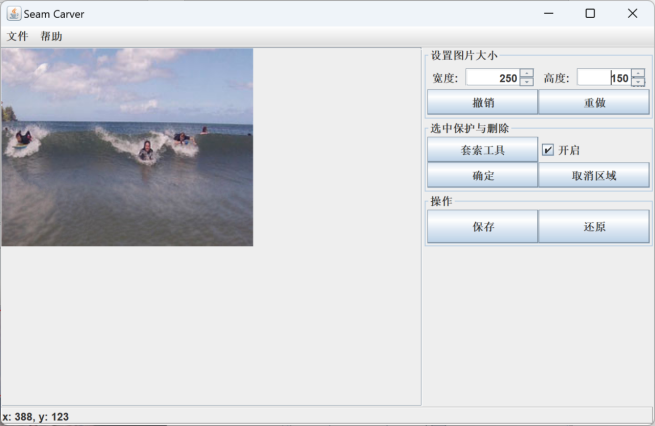 Seam Carver
文件 帮助
设置图片大小
宽度: 250 高度: 150
撤销 重做
选中保护与删除
套索工具 开启
确定 取消区域
操作
保存 还原
x: 388, y: 123